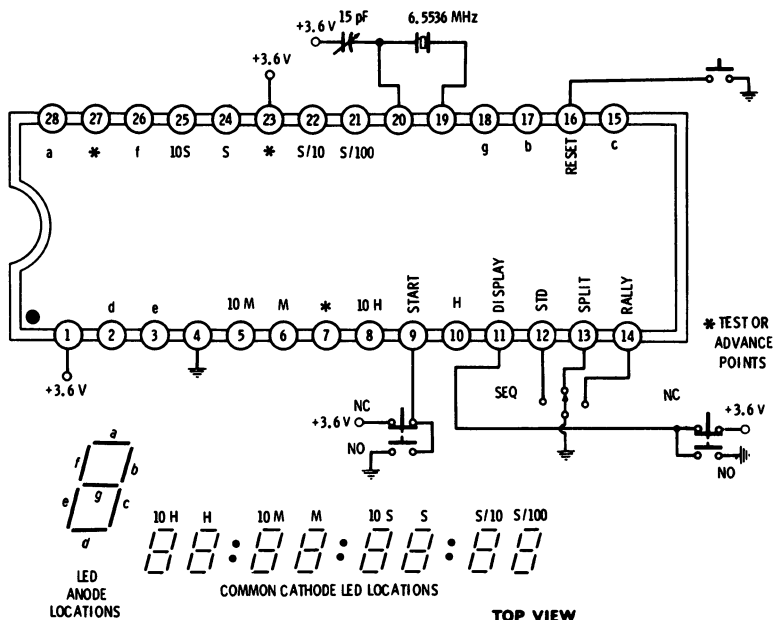 +3.6 V 15 pF 6.5536 MHz
+3.6 V
28 27 26 25 24 23 22 21 20 19 18 17 16 15
a * f 10S S * S/10 S/100 g b RESET c
d e 10 M M * 10 H START H DISPLAY STD SPLIT RALLY
1 2 3 4 5 6 7 8 9 10 11 12 13 14
* TEST OR
ADVANCE
POINTS
+3.6 V
SEQ
NC
+3.6 V
NO
NC
+3.6 V
NO
a
f b
g
e c
d
LED
ANODE
LOCATIONS
10 H H 10 M M 10 S S S/10 S/100
COMMON CATHODE LED LOCATIONS
TOP VIEW